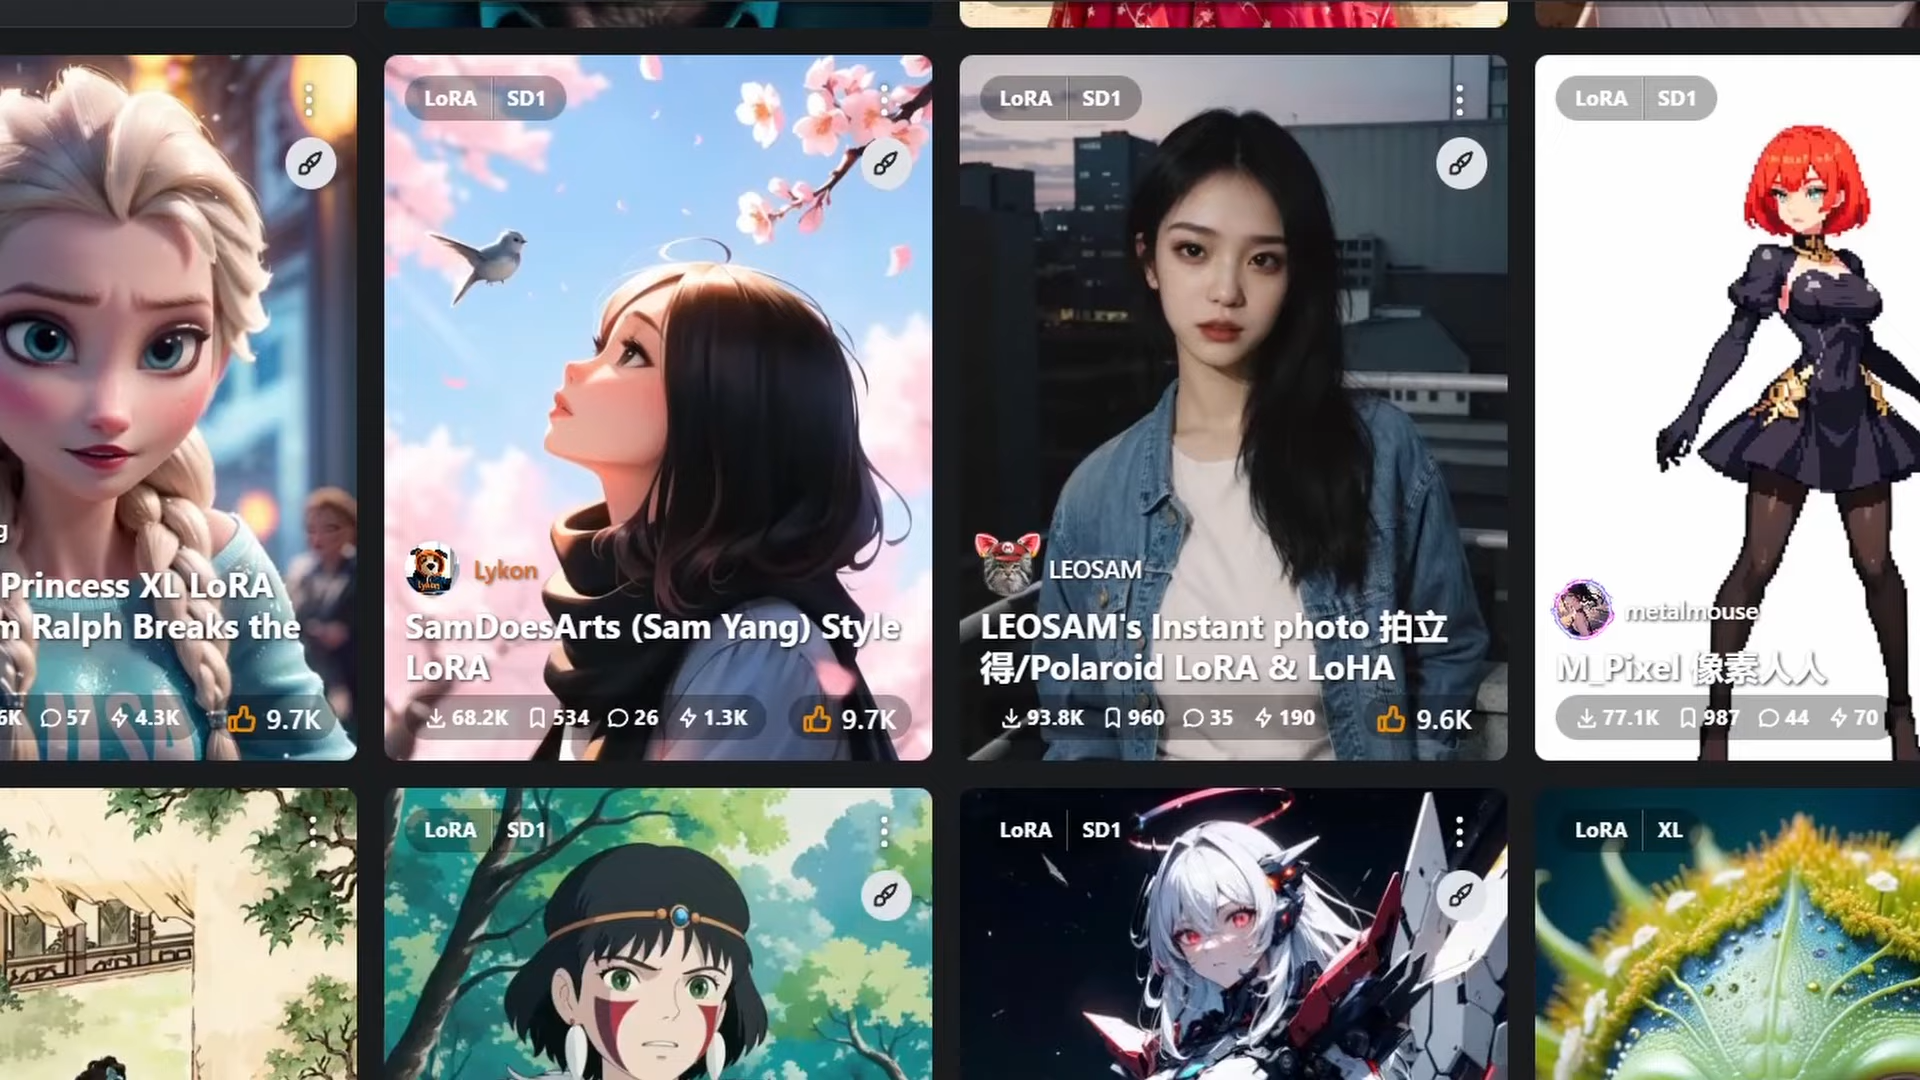 LoRA SD1
LoRA SD1
LoRA SD1
Princess XL LoRA
Ralph Breaks the
6K 57 4.3K 9.7K
Lykon
SamDoesArts (Sam Yang) Style
LoRA
68.2K 534 26 1.3K 9.7K
LEOSAM
LEOSAM's Instant photo 拍立
得/Polaroid LoRA & LoHA
93.8K 960 35 190 9.6K
metalmouse
M_Pixel 像素人人
77.1K 987 44 70
LoRA SD1
LoRA SD1
LoRA XL